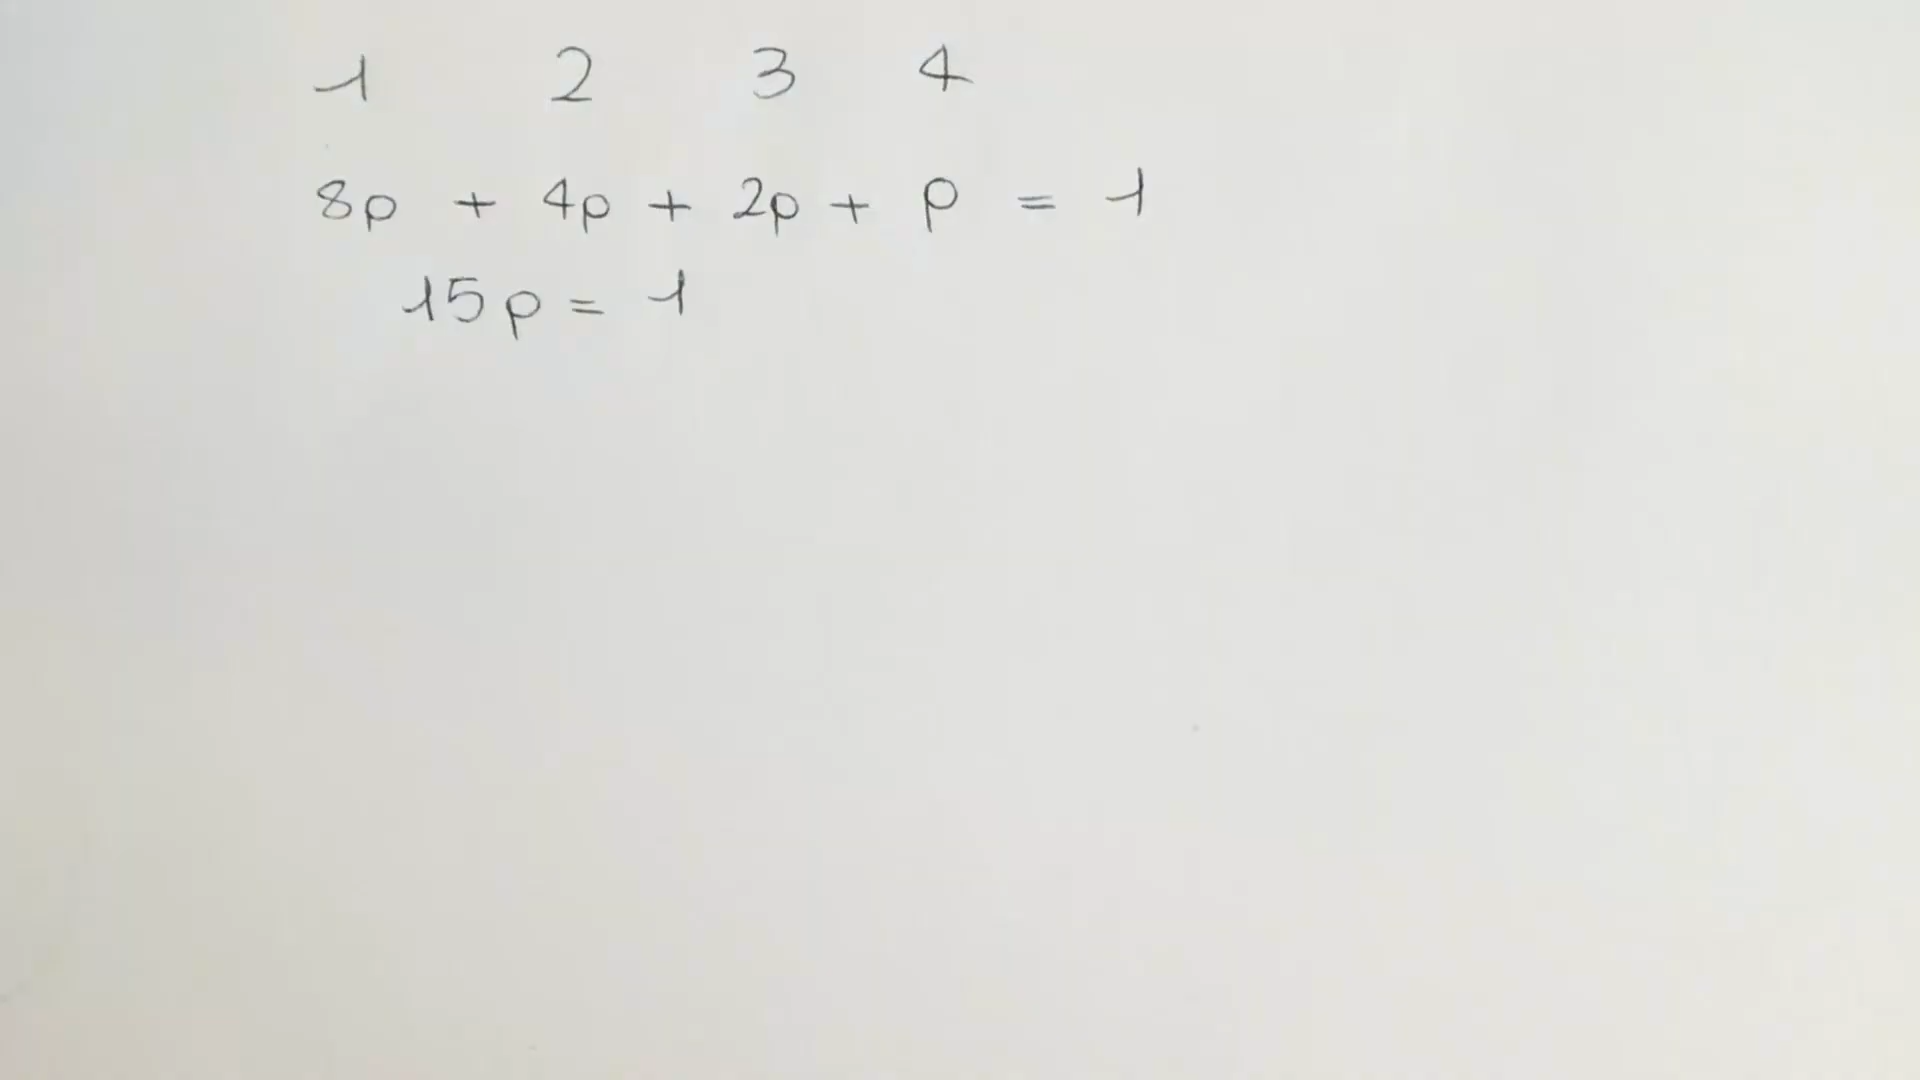 1 2 3 4
8p + 4p + 2p + p = 1
15p = 1